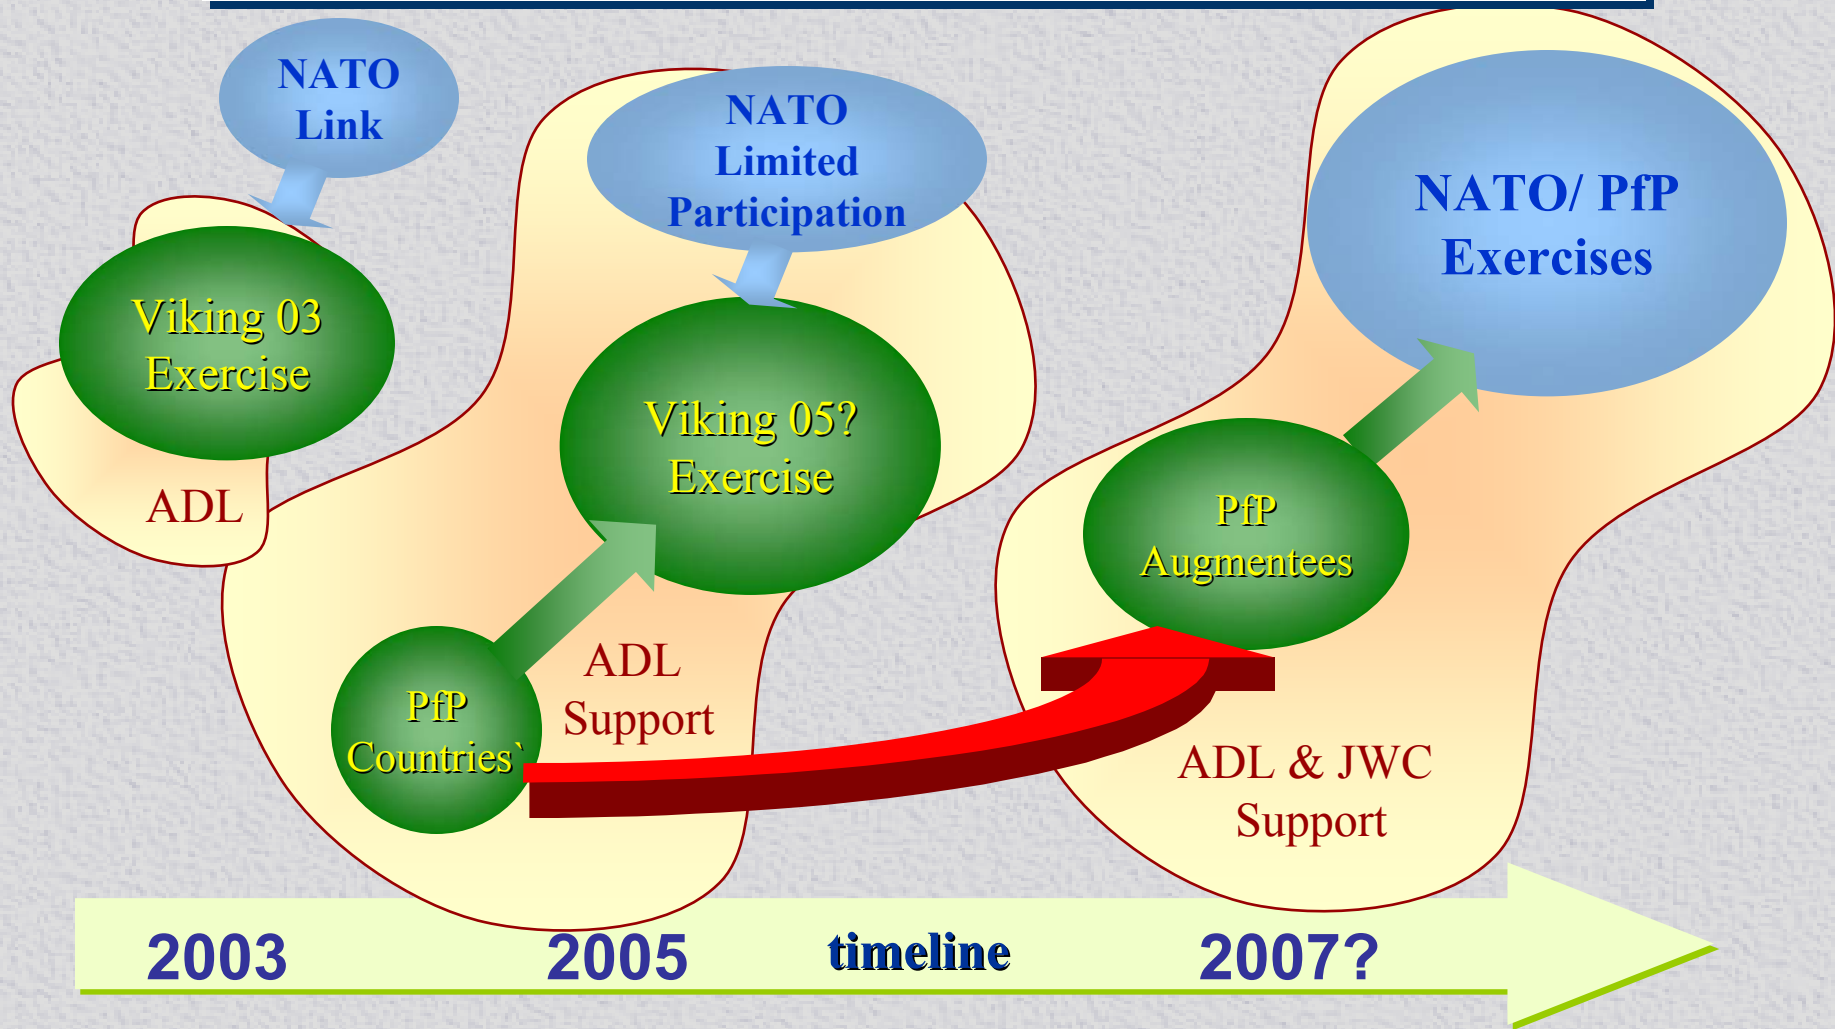 NATO
Link
Viking 03
Exercise
ADL
NATO
Limited
Participation
Viking 05?
Exercise
PfP
Countries`
ADL
Support
NATO/ PfP
Exercises
PfP
Augmentees
ADL & JWC
Support
2003
2005
timeline
2007?